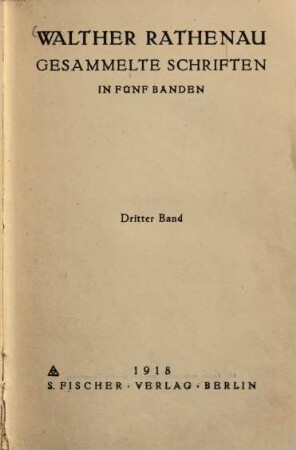 WALTHER RATHENAU
GESAMMELTE SCHRIFTEN
IN FÜNF BÄNDEN
Dritter Band
1918
S. FISCHER · VERLAG · BERLIN